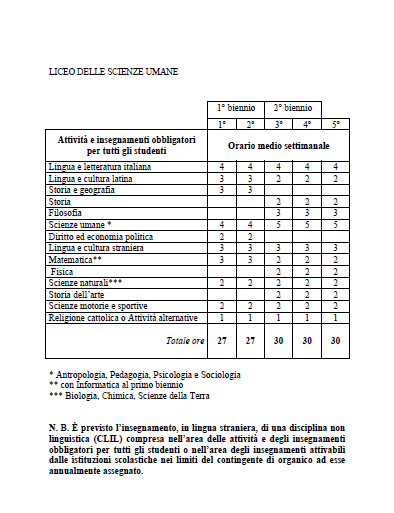 LICEO DELLE SCIENZE UMANE
1° biennio 2° biennio
1° 2° 3° 4° 5°
Attività e insegnamenti obbligatori per tutti gli studenti Orario medio settimanale
Lingua e letteratura italiana 4 4 4 4 4
Lingua e cultura latina 3 3 2 2 2
Storia e geografia 3 3
Storia 2 2 2
Filosofia 3 3 3
Scienze umane * 4 4 5 5 5
Diritto ed economia politica 2 2
Lingua e cultura straniera 3 3 3 3 3
Matematica** 3 3 2 2 2
Fisica 2 2 2
Scienze naturali*** 2 2 2 2 2
Storia dell'arte 2 2 2
Scienze motorie e sportive 2 2 2 2 2
Religione cattolica o Attività alternative 1 1 1 1 1
Totale ore 27 27 30 30 30
* Antropologia, Pedagogia, Psicologia e Sociologia
** con Informatica al primo biennio
*** Biologia, Chimica, Scienze della Terra
N. B. È previsto l'insegnamento, in lingua straniera, di una disciplina non
linguistica (CLIL) compresa nell'area delle attività e degli insegnamenti
obbligatori per tutti gli studenti o nell'area degli insegnamenti attivabili
dalle istituzioni scolastiche nei limiti del contingente di organico ad esse
annualmente assegnato.